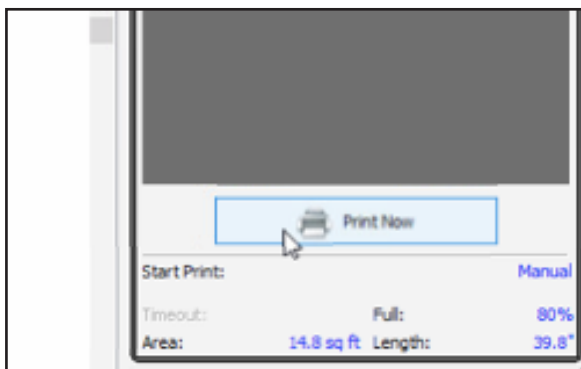 Print Now
Start Print: Manual
Timeout: Full: 80%
Area: 14.8 sq ft Length: 39.8"